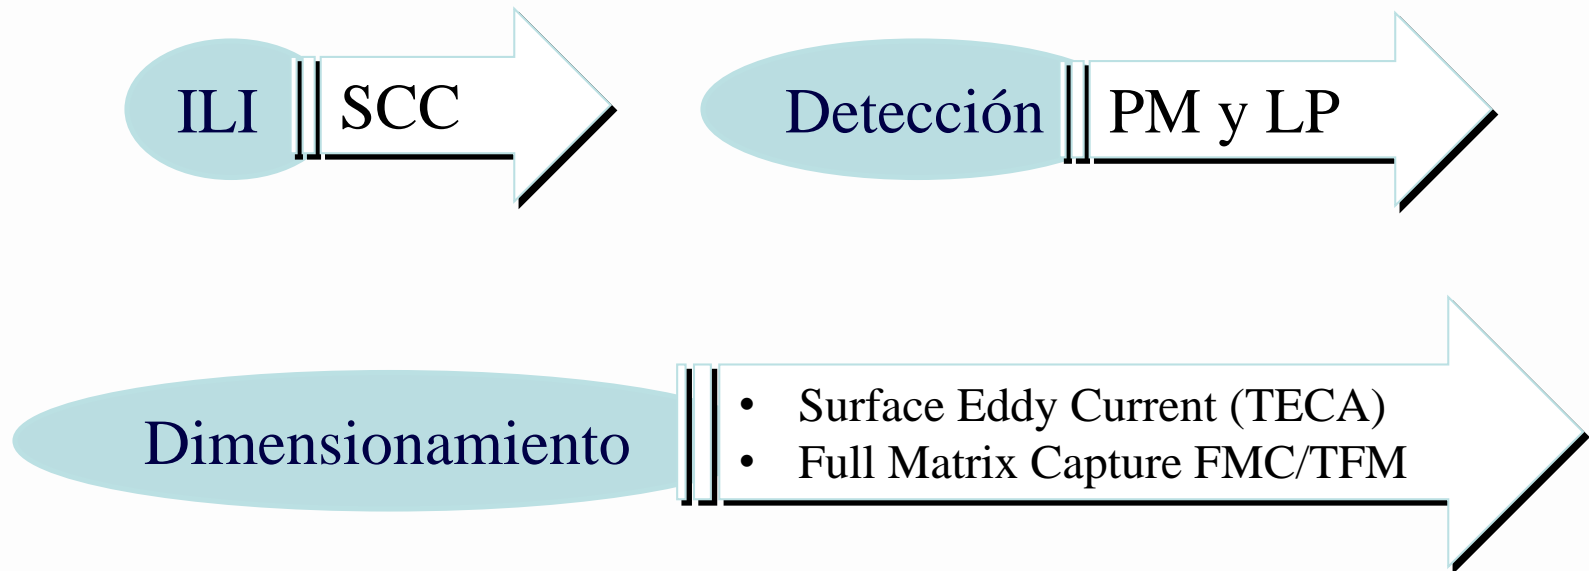 ILI SCC
Detección PM y LP
Dimensionamiento
• Surface Eddy Current (TECA)
• Full Matrix Capture FMC/TFM